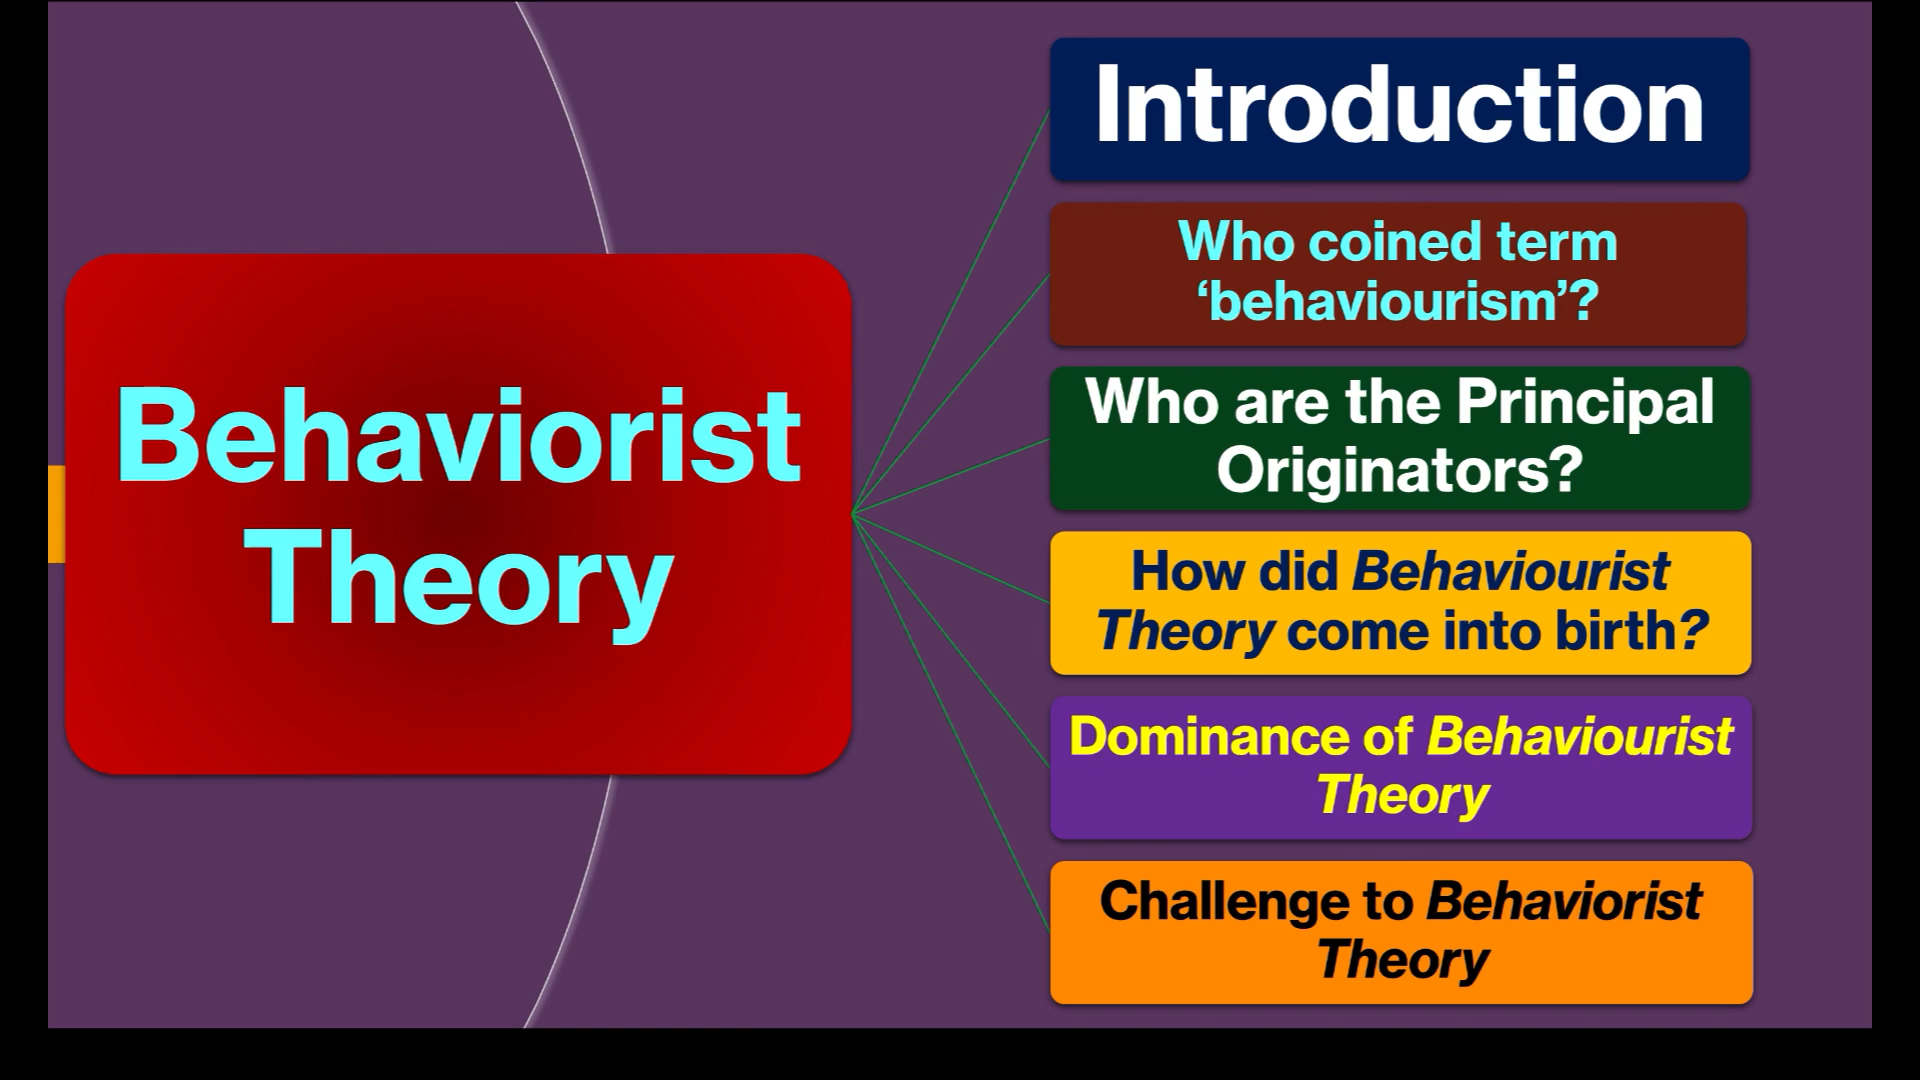 Behaviorist
Theory
Introduction
Who coined term
‘behaviourism’?
Who are the Principal
Originators?
How did Behaviourist
Theory come into birth?
Dominance of Behaviourist
Theory
Challenge to Behaviorist
Theory